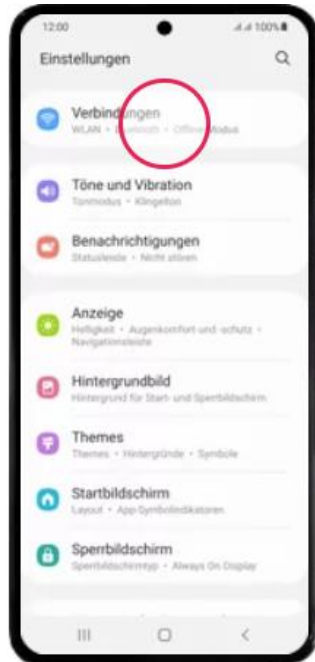 12:00 100%
Einstellungen
Verbindungen
WLAN • Bluetooth • Offline-Modus
Töne und Vibration
Tonmodus • Klingelton
Benachrichtigungen
Statusleiste • Nicht stören
Anzeige
Helligkeit • Augenkomfort und -schutz •
Navigationsleiste
Hintergrundbild
Hintergrund für Start- und Sperrbildschirm
Themes
Themes • Hintergründe • Symbole
Startbildschirm
Layout • App-Symbolindikatoren
Sperrbildschirm
Sperrbildschirmtyp • Always On Display